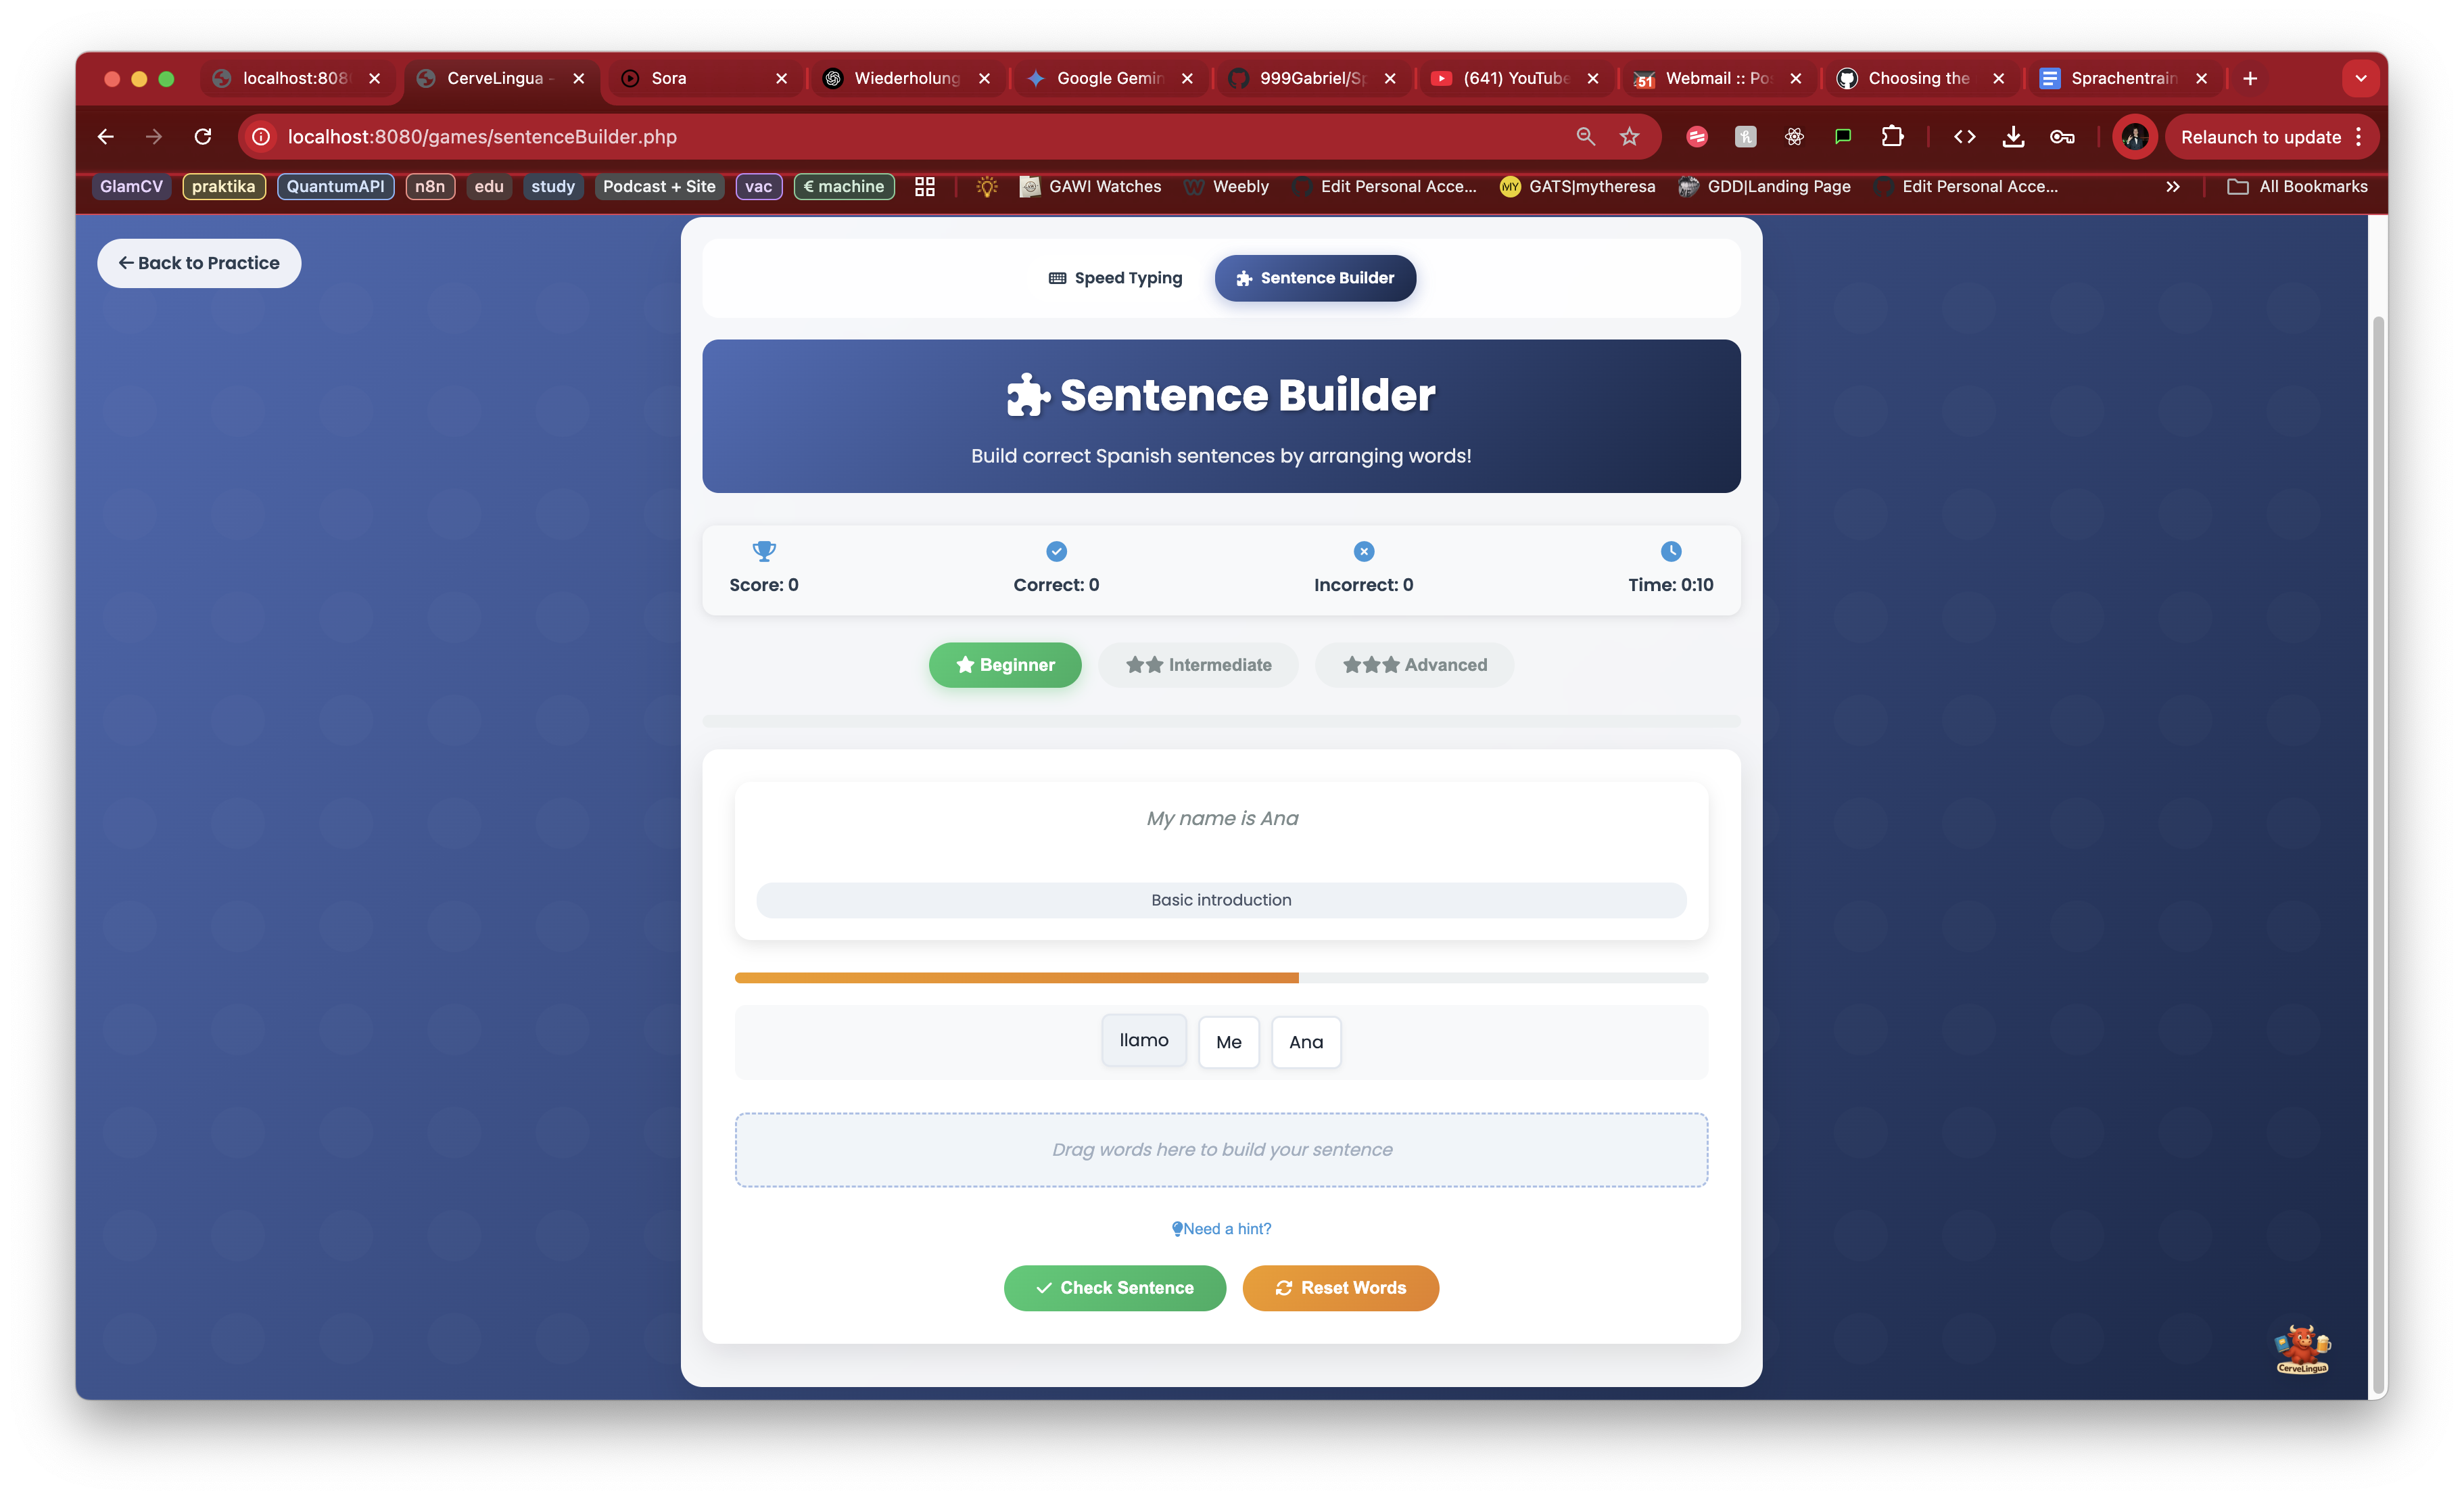 localhost:808
CerveLingua -
Sora
Wiederholung
Google Gemin
999Gabriel/Sp
(641) YouTube
51 Webmail :: Po
Choosing the
Sprachentrain
localhost:8080/games/sentenceBuilder.php
Relaunch to update
GlamCV
praktika
QuantumAPI
n8n
edu
study
Podcast + Site
vac
€ machine
GAWI Watches
Weebly
Edit Personal Acce...
MY GATS|mytheresa
GDD|Landing Page
Edit Personal Acce...
All Bookmarks
Back to Practice
Speed Typing
Sentence Builder
Sentence Builder
Build correct Spanish sentences by arranging words!
Score: 0
Correct: 0
Incorrect: 0
Time: 0:10
Beginner
Intermediate
Advanced
My name is Ana
Basic introduction
llamo
Me
Ana
Drag words here to build your sentence
Need a hint?
Check Sentence
Reset Words
CerveLingua